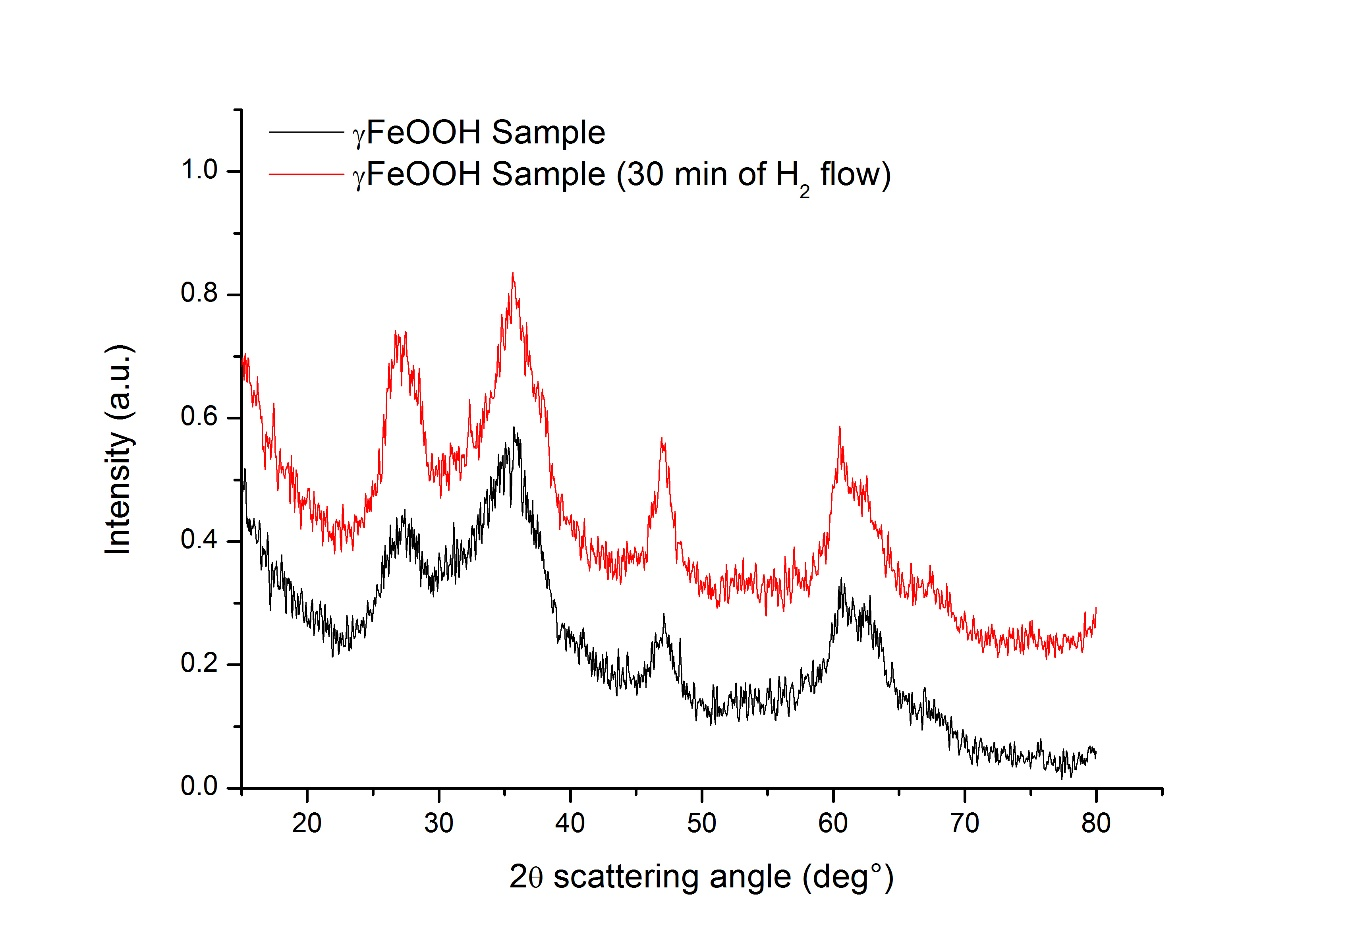 γFeOOH Sample
γFeOOH Sample (30 min of H₂ flow)
1.0
0.8
0.6
0.4
0.2
0.0
Intensity (a.u.)
20 30 40 50 60 70 80
2θ scattering angle (deg°)